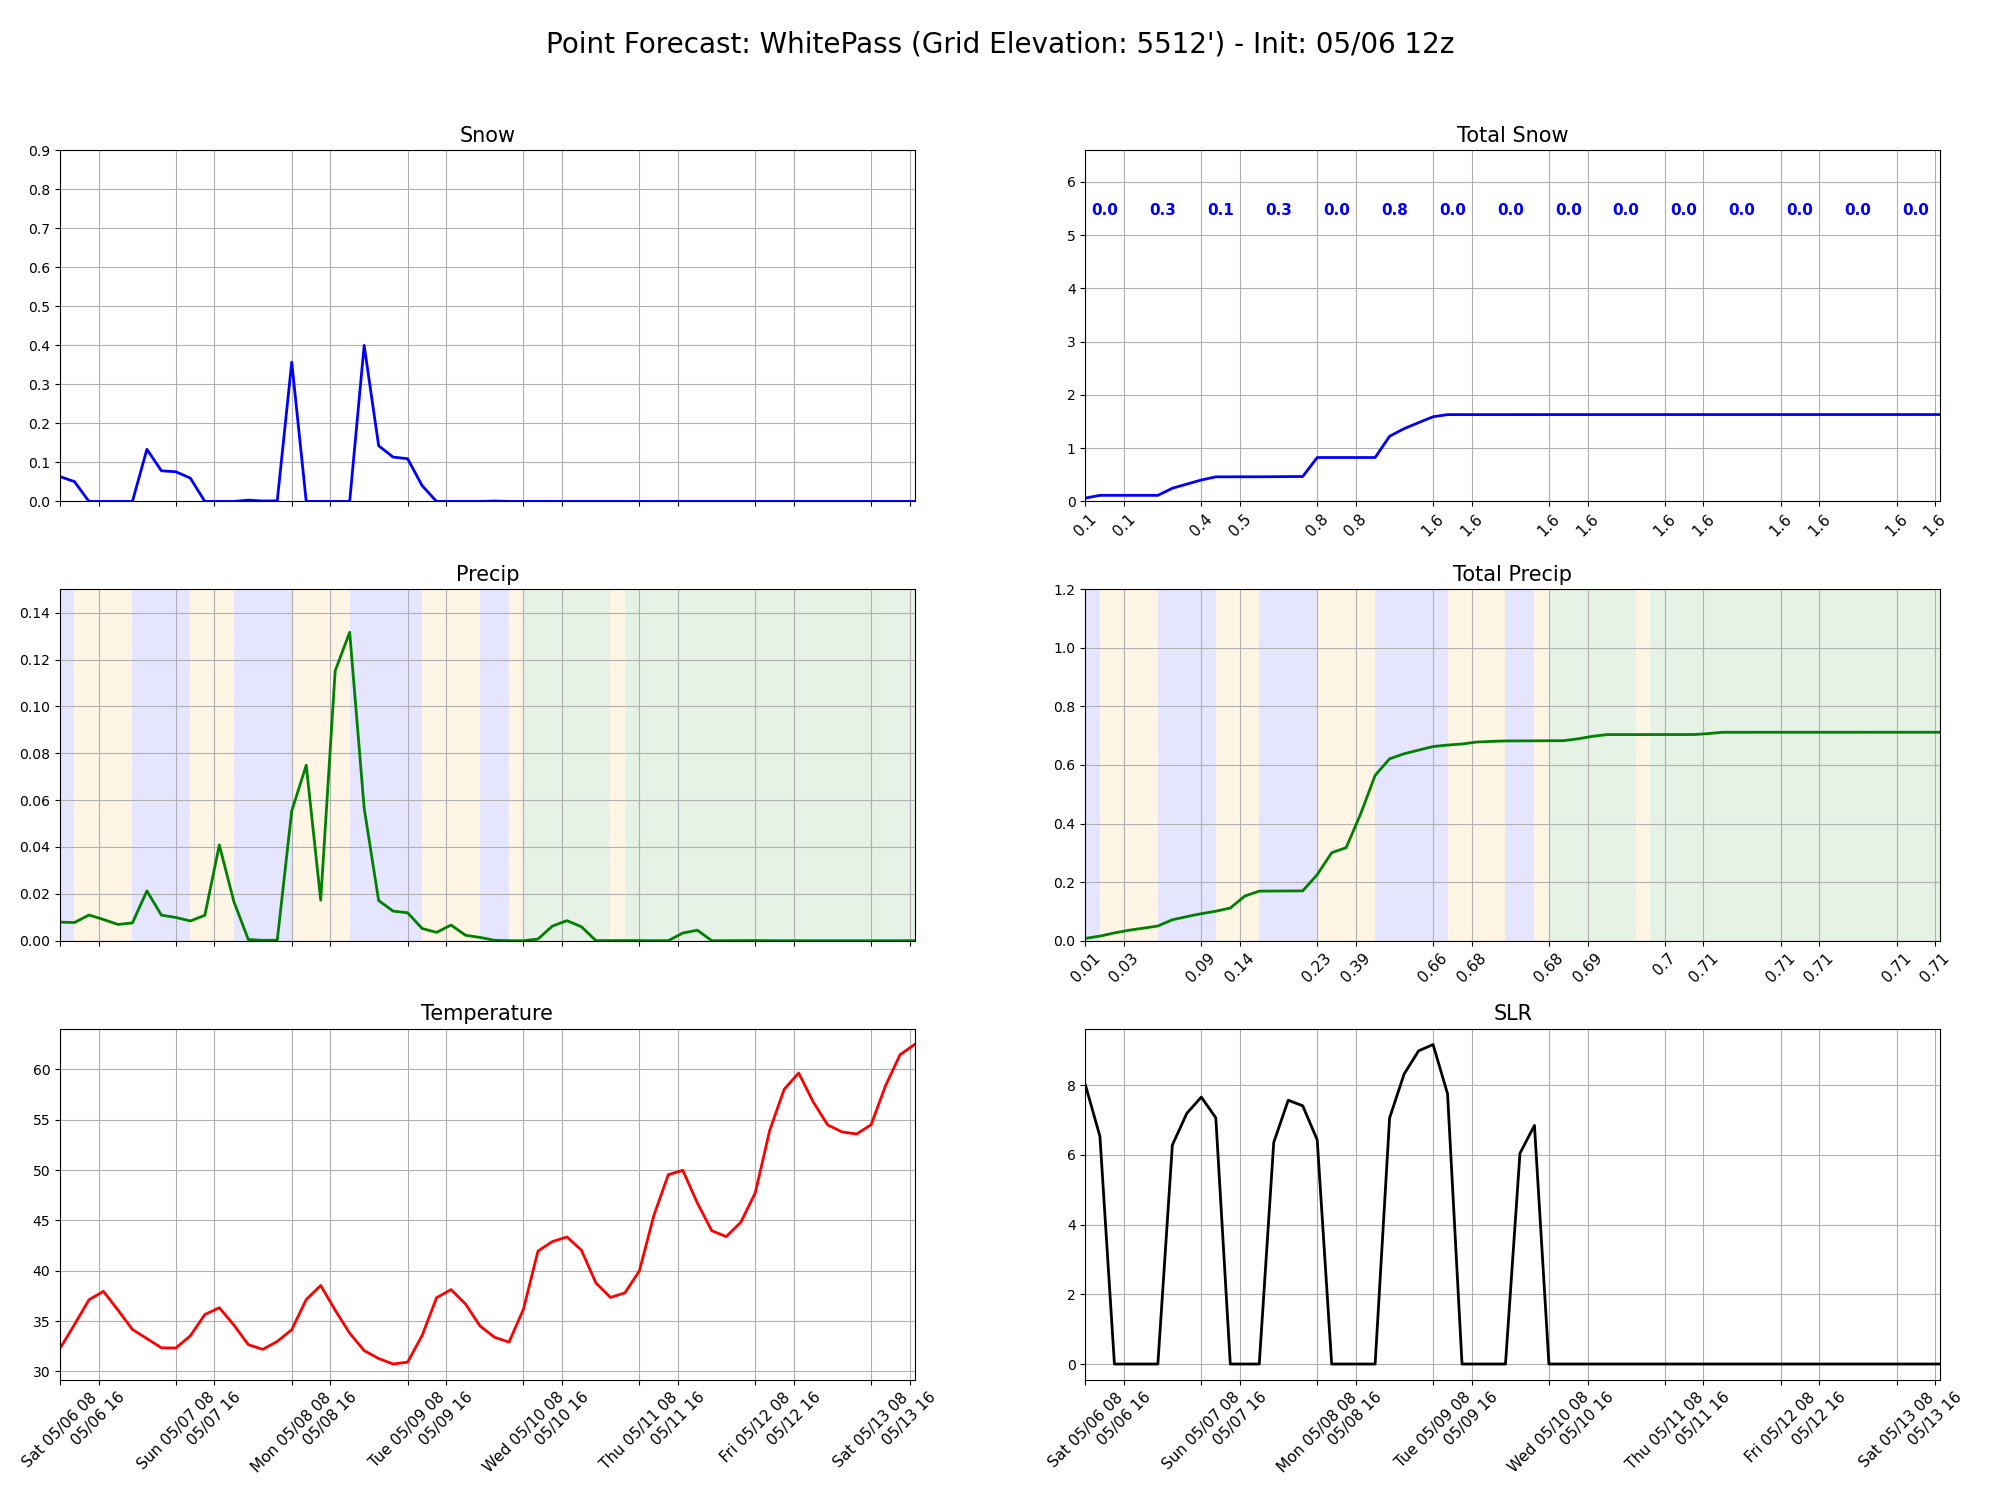 Point Forecast: WhitePass (Grid Elevation: 5512') - Init: 05/06 12z
Snow
0.9
0.8
0.7
0.6
0.5
0.4
0.3
0.2
0.1
0.0
Total Snow
6
5
4
3
2
1
0
0.0 0.3 0.1 0.3 0.0 0.8 0.0 0.0 0.0 0.0 0.0 0.0 0.0 0.0 0.0
0.1 0.1 0.4 0.5 0.8 0.8 1.6 1.6 1.6 1.6 1.6 1.6 1.6 1.6 1.6 1.6
Precip
0.14
0.12
0.10
0.08
0.06
0.04
0.02
0.00
Total Precip
1.2
1.0
0.8
0.6
0.4
0.2
0.0
0.01 0.03 0.09 0.14 0.23 0.39 0.66 0.68 0.68 0.69 0.7 0.71 0.71 0.71 0.71 0.71
Temperature
60
55
50
45
40
35
30
Sat 05/06 08
05/06 16
Sun 05/07 08
05/07 16
Mon 05/08 08
05/08 16
Tue 05/09 08
05/09 16
Wed 05/10 08
05/10 16
Thu 05/11 08
05/11 16
Fri 05/12 08
05/12 16
Sat 05/13 08
05/13 16
SLR
8
6
4
2
0
Sat 05/06 08
05/06 16
Sun 05/07 08
05/07 16
Mon 05/08 08
05/08 16
Tue 05/09 08
05/09 16
Wed 05/10 08
05/10 16
Thu 05/11 08
05/11 16
Fri 05/12 08
05/12 16
Sat 05/13 08
05/13 16